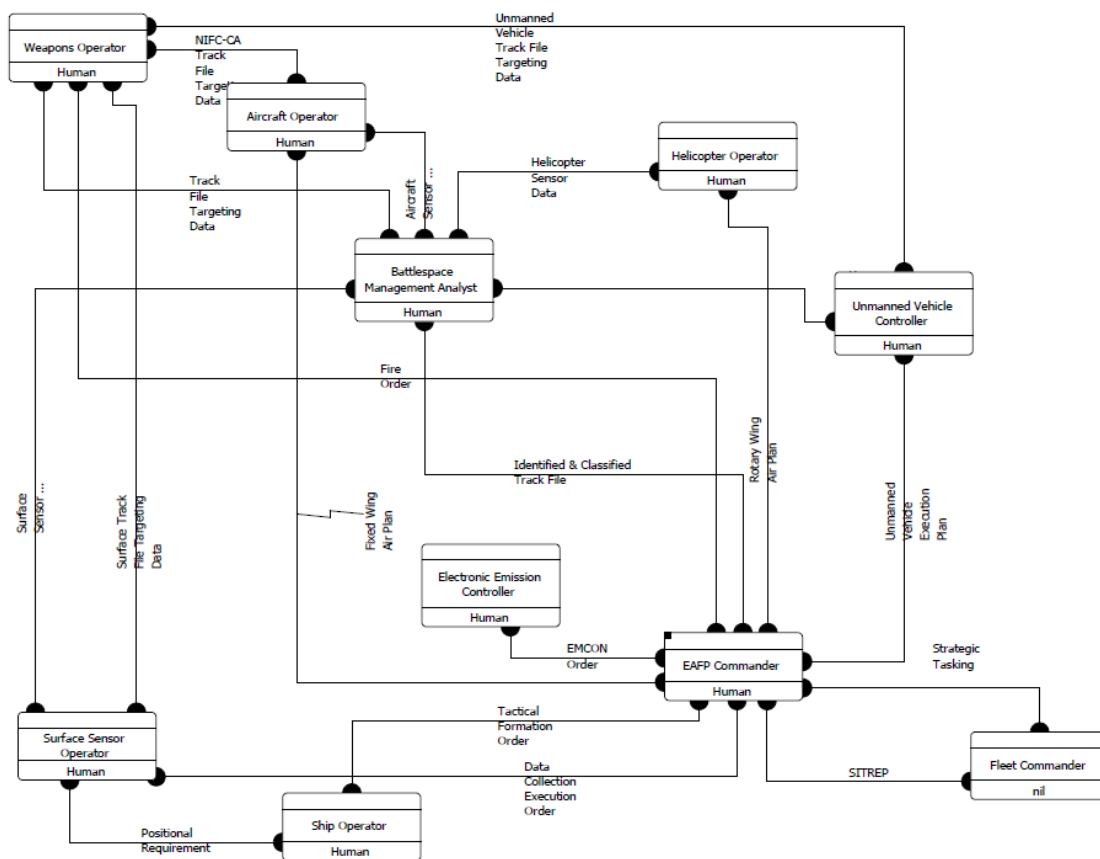 Weapons Operator
Human
NIFC-CA
Track
File
Targeting
Data
Unmanned
Vehicle
Track File
Targeting
Data
Aircraft Operator
Human
Helicopter Operator
Human
Helicopter
Sensor
Data
Track
File
Targeting
Data
Aircraft
Sensor ...
Battlespace
Management Analyst
Human
Unmanned Vehicle
Controller
Human
Fire
Order
Rotary Wing
Air Plan
Identified & Classified
Track File
Surface
Sensor ...
Surface Track
File Targeting
Data
Fixed Wing
Air Plan
Unmanned
Vehicle
Execution
Plan
Electronic Emission
Controller
Human
EMCON
Order
EAFP Commander
Human
Strategic
Tasking
Surface Sensor
Operator
Human
Tactical
Formation
Order
Data
Collection
Execution
Order
SITREP
Fleet Commander
nil
Positional
Requirement
Ship Operator
Human